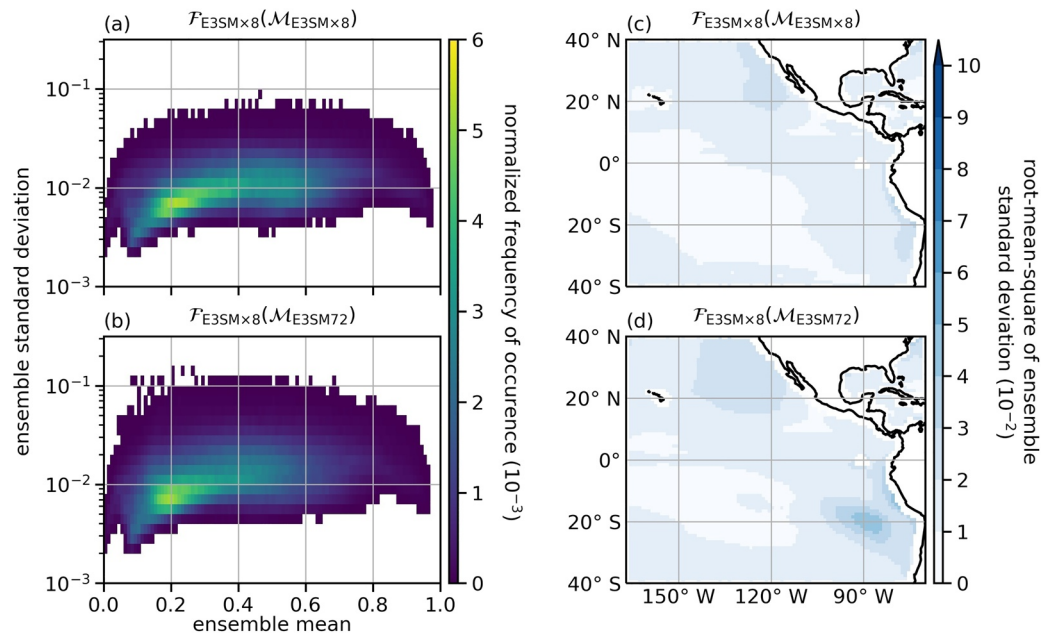 (a) ℱE3SM×8(ℳE3SM×8)
10⁻¹
10⁻²
10⁻³
6
5
4
3
2
1
0
normalized frequency of occurence (10⁻³)
ensemble standard deviation
(b) ℱE3SM×8(ℳE3SM72)
10⁻¹
10⁻²
10⁻³
0.0 0.2 0.4 0.6 0.8 1.0
ensemble mean
(c) ℱE3SM×8(ℳE3SM×8)
40° N
20° N
0°
20° S
40° S
(d) ℱE3SM×8(ℳE3SM72)
40° N
20° N
0°
20° S
40° S
150° W 120° W 90° W
10
9
8
7
6
5
4
3
2
1
0
root-mean-square of ensemble
standard deviation (10⁻²)